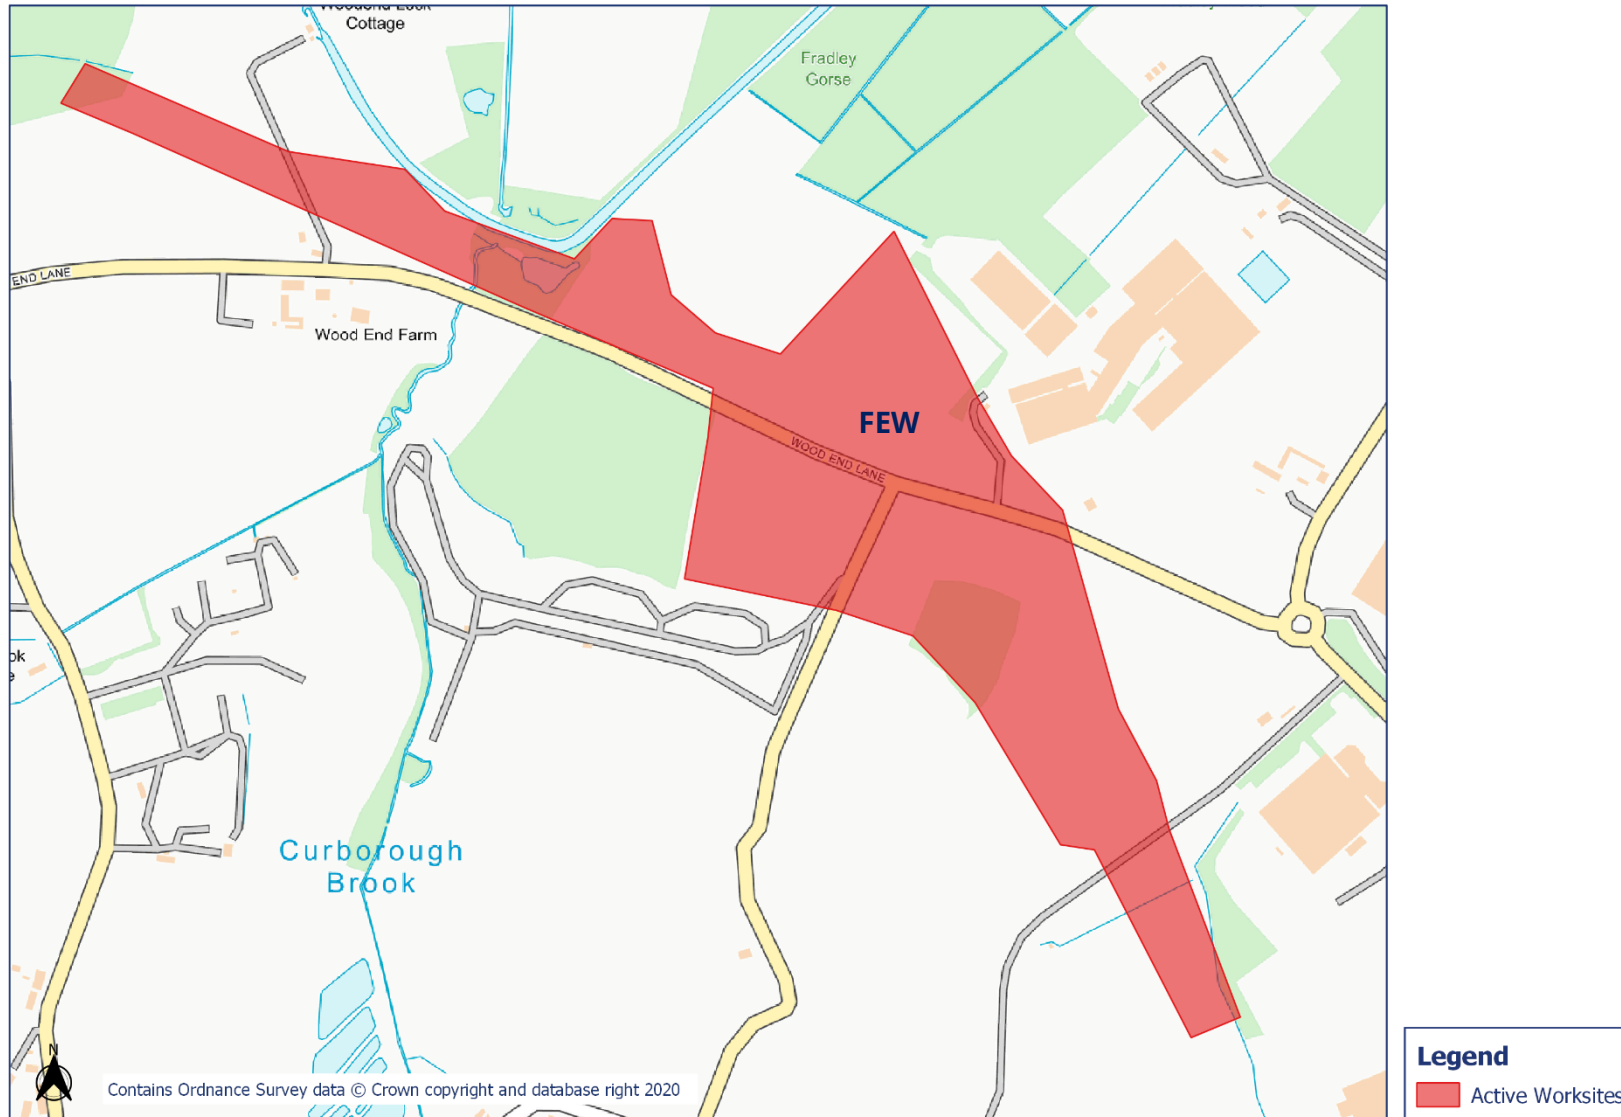 Cottage
Fradley
Gorse
END LANE
Wood End Farm
FEW
WOOD END LANE
Curborough
Brook
N
Contains Ordnance Survey data © Crown copyright and database right 2020
Legend
Active Worksites